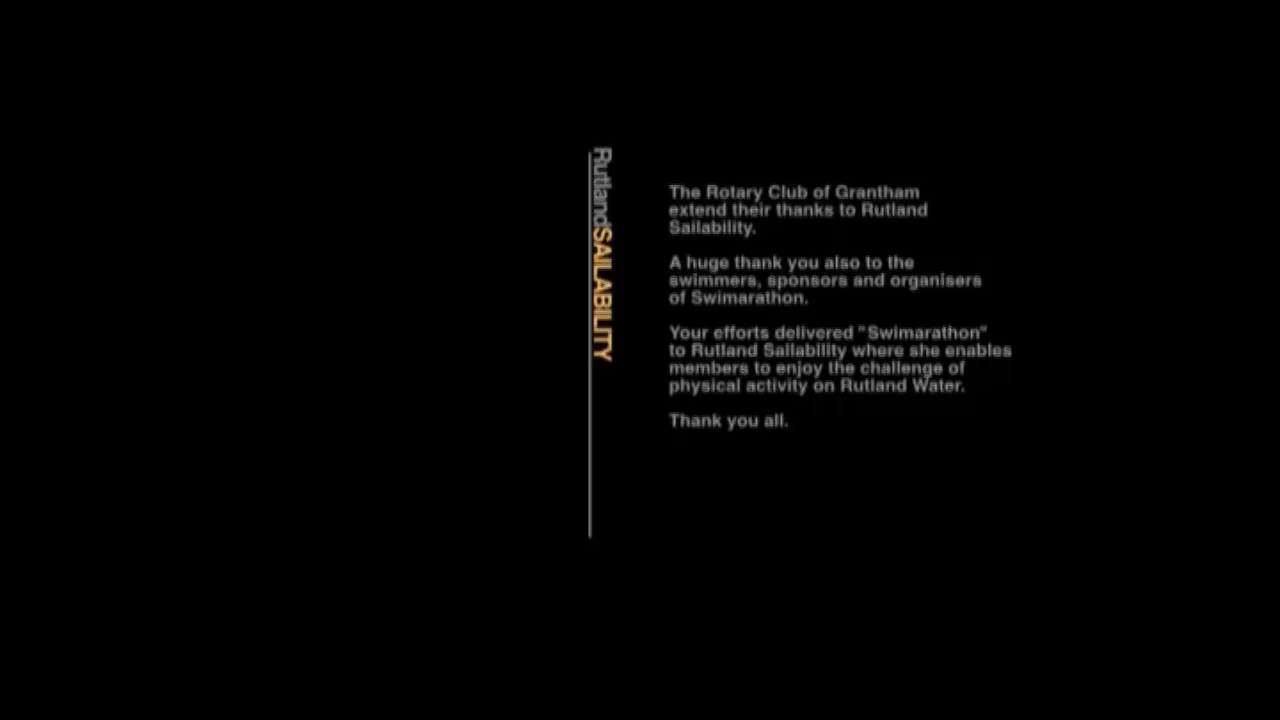 RutlandSAILABILITY
The Rotary Club of Grantham
extend their thanks to Rutland
Sailability.
A huge thank you also to the
swimmers, sponsors and organisers
of Swimarathon.
Your efforts delivered "Swimarathon"
to Rutland Sailability where she enables
members to enjoy the challenge of
physical activity on Rutland Water.
Thank you all.